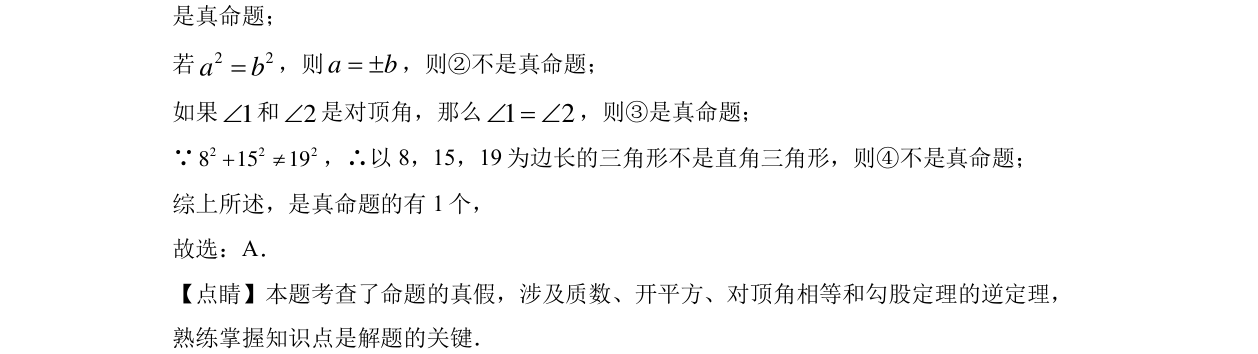 是真命题；
若 a² = b²，则 a = ±b，则②不是真命题；
如果 ∠1 和 ∠2 是对顶角，那么 ∠1 = ∠2，则③是真命题；
∵ 8² +15² ≠ 19²，∴以 8，15，19 为边长的三角形不是直角三角形，则④不是真命题；
综上所述，是真命题的有 1 个，
故选：A．
【点睛】本题考查了命题的真假，涉及质数、开平方、对顶角相等和勾股定理的逆定理，
熟练掌握知识点是解题的关键．